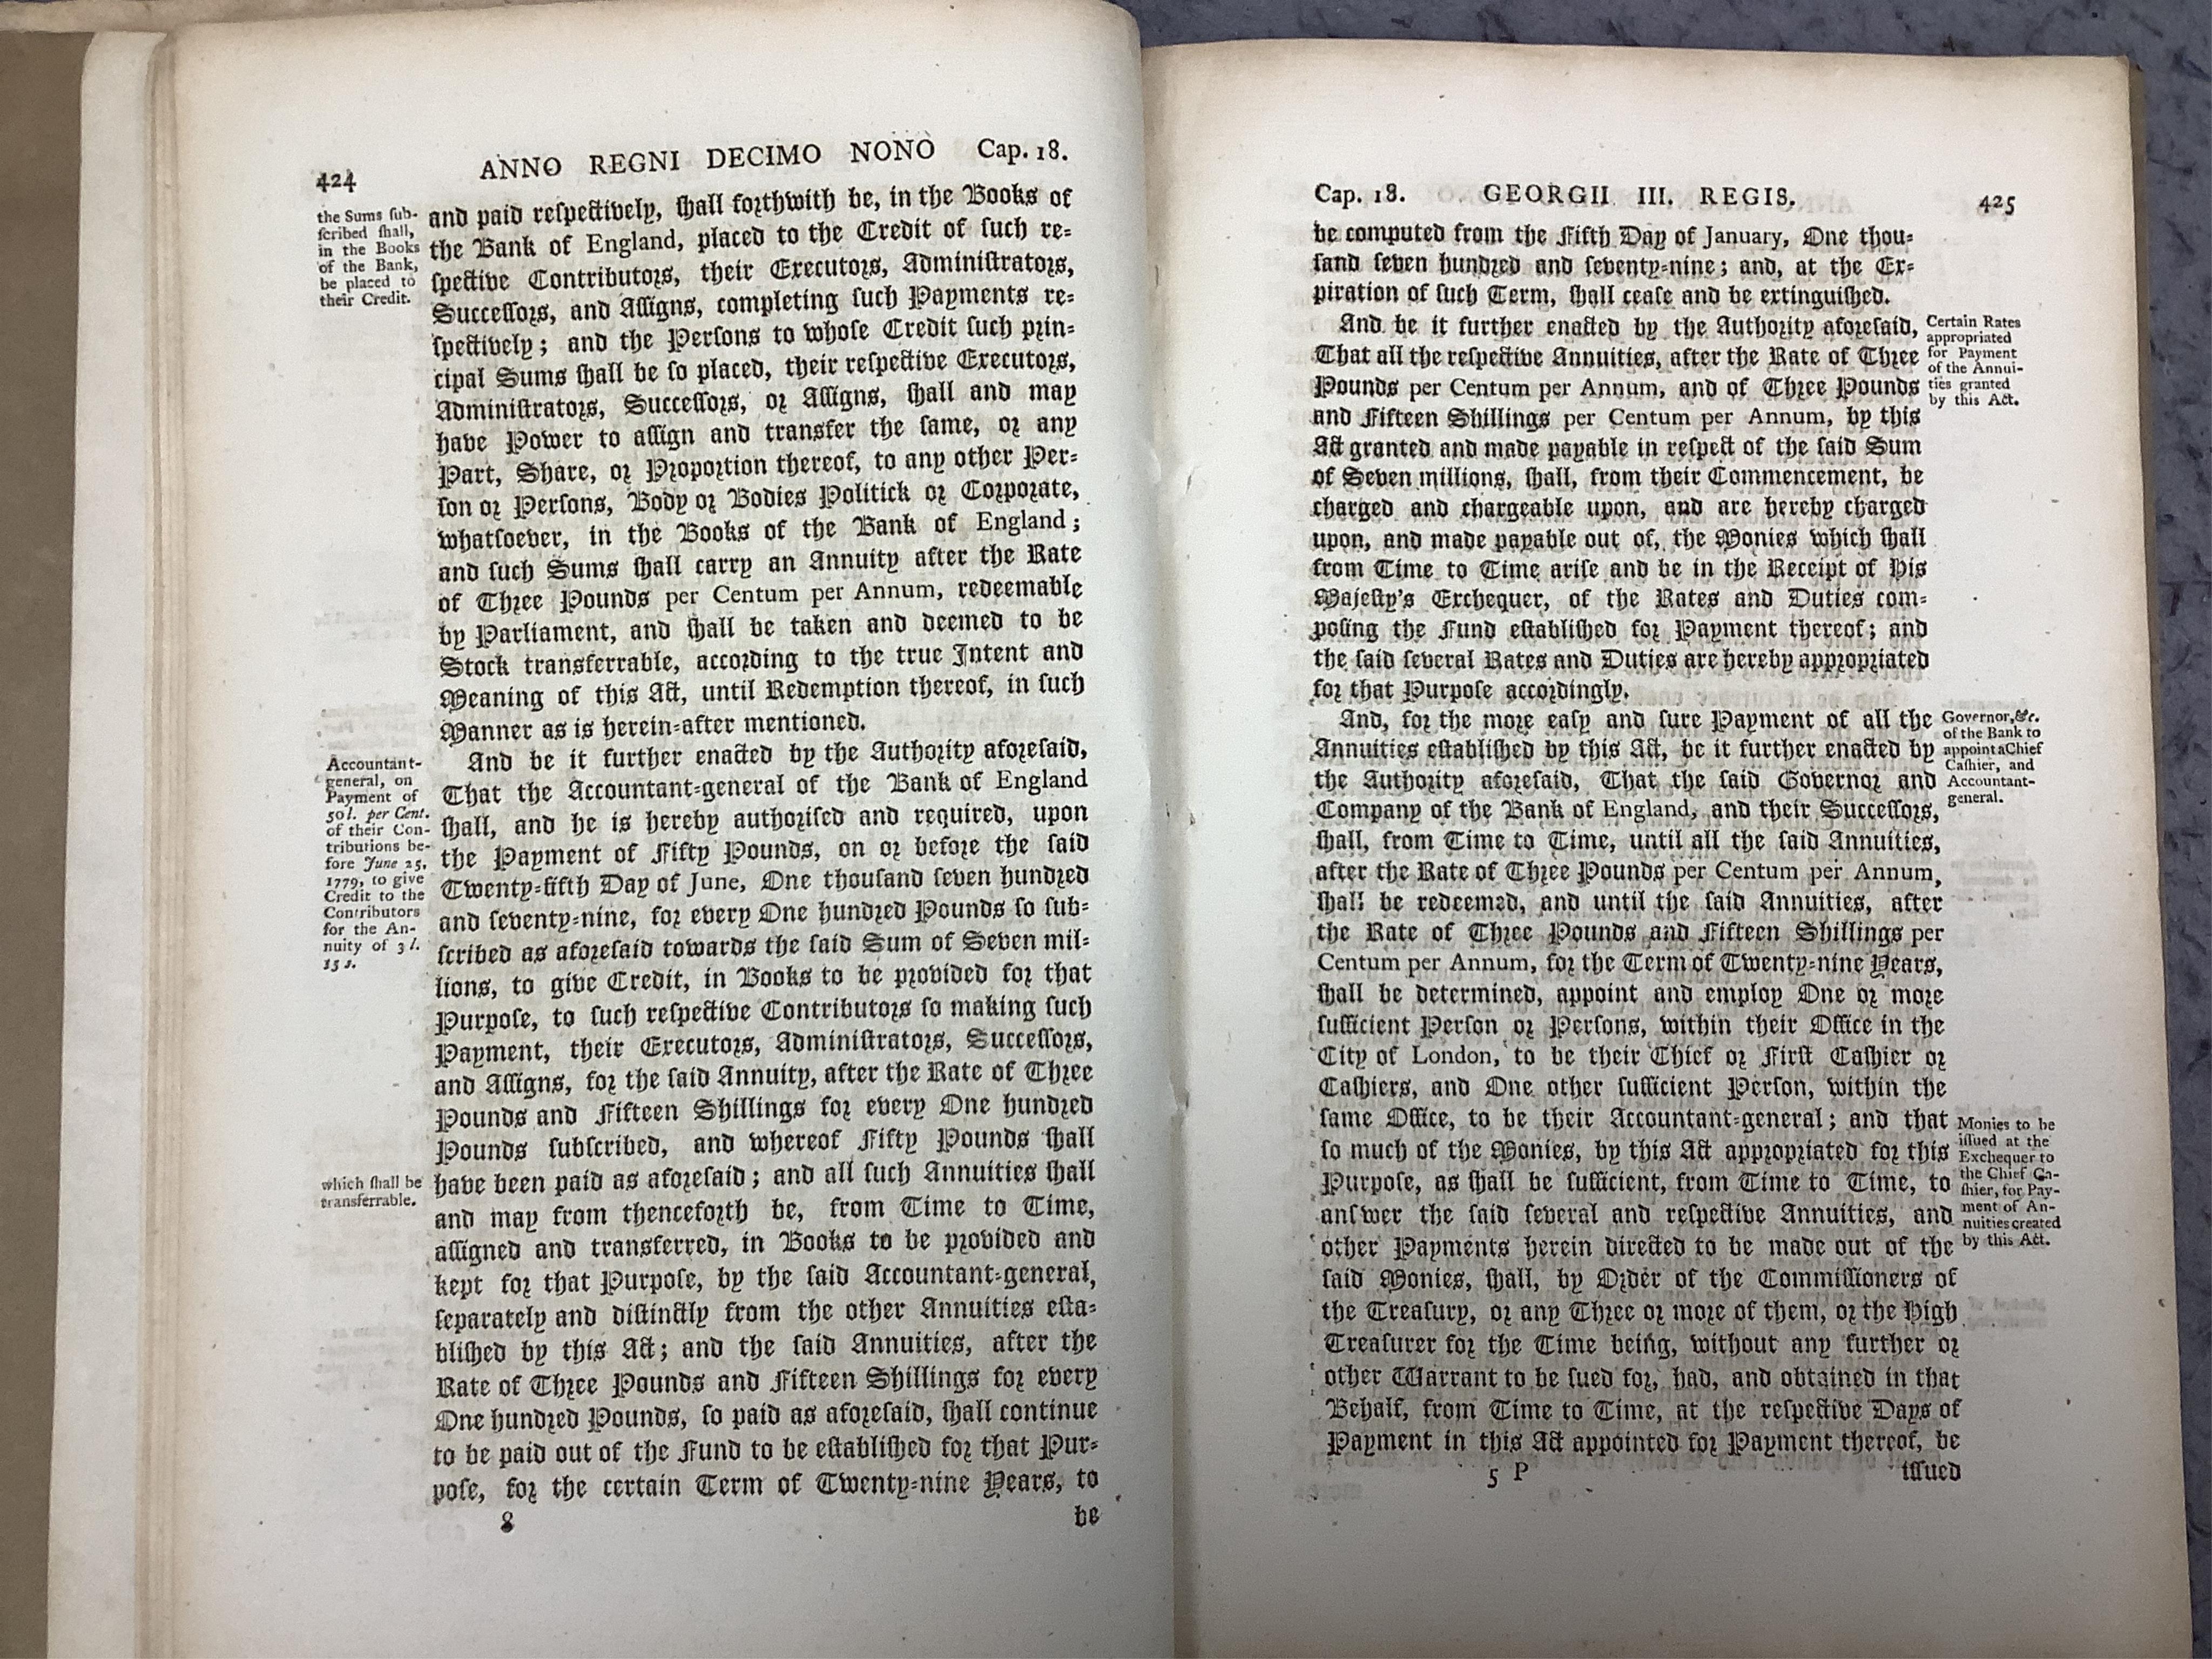 424
ANNO REGNI DECIMO NONO Cap. 18.
the Sums ſub-
ſcribed ſhall,
in the Books
of the Bank,
be placed to
their Credit.
and paid reſpectively, ſhall forthwith be, in the Books of
the Bank of England, placed to the Credit of ſuch re-
ſpective Contributors, their Executors, Adminiſtrators,
Succeſſors, and Aſſigns, completing ſuch Payments re-
ſpectively; and the Perſons to whoſe Credit ſuch prin-
cipal Sums ſhall be ſo placed, their reſpective Executors,
Adminiſtrators, Succeſſors, or Aſſigns, ſhall and may
have Power to aſſign and transfer the ſame, or any
Part, Share, or Proportion thereof, to any other Per-
ſon or Perſons, Body or Bodies Politick or Corporate,
whatſoever, in the Books of the Bank of England;
and ſuch Sums ſhall carry an Annuity after the Rate
of Three Pounds per Centum per Annum, redeemable
by Parliament, and ſhall be taken and deemed to be
Stock transferrable, according to the true Intent and
Meaning of this Act, until Redemption thereof, in ſuch
Manner as is herein-after mentioned.
Accountant-
general, on
Payment of
50 l. per Cent.
of their Con-
tributions be-
fore June 25,
1779, to give
Credit to the
Contributors
for the An-
nuity of 3 l.
15 s.
And be it further enacted by the Authority aforeſaid,
That the Accountant-general of the Bank of England
ſhall, and he is hereby authoriſed and required, upon
the Payment of Fifty Pounds, on or before the ſaid
Twenty-fifth Day of June, One thouſand ſeven hundred
and ſeventy-nine, for every One hundred Pounds ſo ſub-
ſcribed as aforeſaid towards the ſaid Sum of Seven mil-
lions, to give Credit, in Books to be provided for that
Purpoſe, to ſuch reſpective Contributors ſo making ſuch
Payment, their Executors, Adminiſtrators, Succeſſors,
and Aſſigns, for the ſaid Annuity, after the Rate of Three
Pounds and Fifteen Shillings for every One hundred
Pounds ſubſcribed, and whereof Fifty Pounds ſhall
which ſhall be
transferrable.
have been paid as aforeſaid; and all ſuch Annuities ſhall
and may from thenceforth be, from Time to Time,
aſſigned and transferred, in Books to be provided and
kept for that Purpoſe, by the ſaid Accountant-general,
ſeparately and diſtinctly from the other Annuities eſta-
bliſhed by this Act; and the ſaid Annuities, after the
Rate of Three Pounds and Fifteen Shillings for every
One hundred Pounds, ſo paid as aforeſaid, ſhall continue
to be paid out of the Fund to be eſtabliſhed for that Pur-
poſe, for the certain Term of Twenty-nine Years, to
8
be
Cap. 18. GEORGII III. REGIS. 425
be computed from the Fifth Day of January, One thou-
ſand ſeven hundred and ſeventy-nine; and, at the Ex-
piration of ſuch Term, ſhall ceaſe and be extinguiſhed.
And be it further enacted by the Authority aforeſaid,
That all the reſpective Annuities, after the Rate of Three
Pounds per Centum per Annum, and of Three Pounds
and Fifteen Shillings per Centum per Annum, by this
Act granted and made payable in reſpect of the ſaid Sum
of Seven millions, ſhall, from their Commencement, be
charged and chargeable upon, and are hereby charged
upon, and made payable out of, the Monies which ſhall
from Time to Time ariſe and be in the Receipt of His
Majeſty's Exchequer, of the Rates and Duties com-
poſing the Fund eſtabliſhed for Payment thereof; and
the ſaid ſeveral Rates and Duties are hereby appropriated
for that Purpoſe accordingly.
Certain Rates
appropriated
for Payment
of the Annui-
ties granted
by this Act.
And, for the more eaſy and ſure Payment of all the
Annuities eſtabliſhed by this Act, be it further enacted by
the Authority aforeſaid, That the ſaid Governor and
Company of the Bank of England, and their Succeſſors,
ſhall, from Time to Time, until all the ſaid Annuities,
after the Rate of Three Pounds per Centum per Annum,
ſhall be redeemed, and until the ſaid Annuities, after
the Rate of Three Pounds and Fifteen Shillings per
Centum per Annum, for the Term of Twenty-nine Years,
ſhall be determined, appoint and employ One or more
ſufficient Perſon or Perſons, within their Office in the
City of London, to be their Chief or Firſt Caſhier or
Caſhiers, and One other ſufficient Perſon, within the
ſame Office, to be their Accountant-general; and that
ſo much of the Monies, by this Act appropriated for this
Purpoſe, as ſhall be ſufficient, from Time to Time, to
anſwer the ſaid ſeveral and reſpective Annuities, and
other Payments herein directed to be made out of the
ſaid Monies, ſhall, by Order of the Commiſſioners of
the Treaſury, or any Three or more of them, or the High
Treaſurer for the Time being, without any further or
other Warrant to be ſued for, had, and obtained in that
Behalf, from Time to Time, at the reſpective Days of
Payment in this Act appointed for Payment thereof, be
Governor, &c.
of the Bank to
appoint a Chief
Caſhier, and
Accountant-
general.
Monies to be
iſſued at the
Exchequer to
the Chief Ca-
ſhier, for Pay-
ment of An-
nuities created
by this Act.
5 P
iſſued